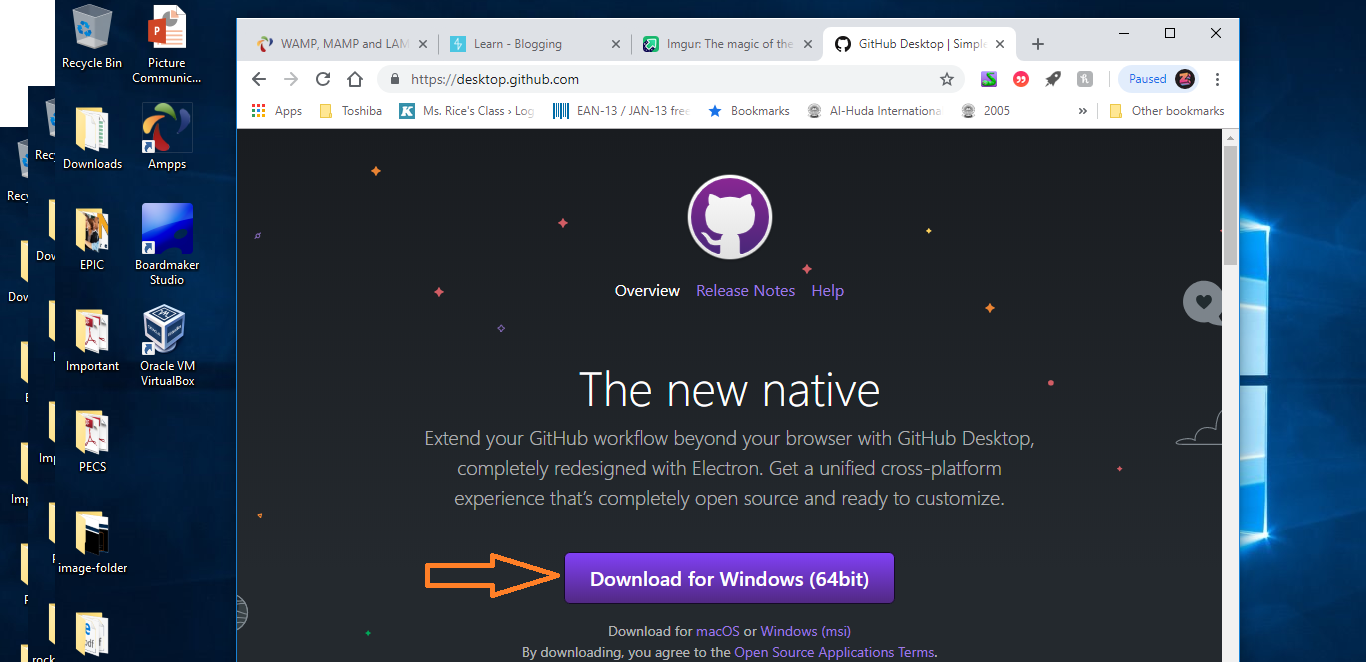 Recycle Bin
Picture
Communic...
Downloads
Ampps
EPIC
Boardmaker
Studio
Important
Oracle VM
VirtualBox
PECS
image-folder
WAMP, MAMP and LAM
Learn - Blogging
Imgur: The magic of the
GitHub Desktop | Simple
https://desktop.github.com
Paused
Apps
Toshiba
Ms. Rice's Class › Log
EAN-13 / JAN-13 free
Bookmarks
Al-Huda Internationa
2005
»
Other bookmarks
Overview
Release Notes
Help
The new native
Extend your GitHub workflow beyond your browser with GitHub Desktop,
completely redesigned with Electron. Get a unified cross-platform
experience that's completely open source and ready to customize.
Download for Windows (64bit)
Download for macOS or Windows (msi)
By downloading, you agree to the Open Source Applications Terms.